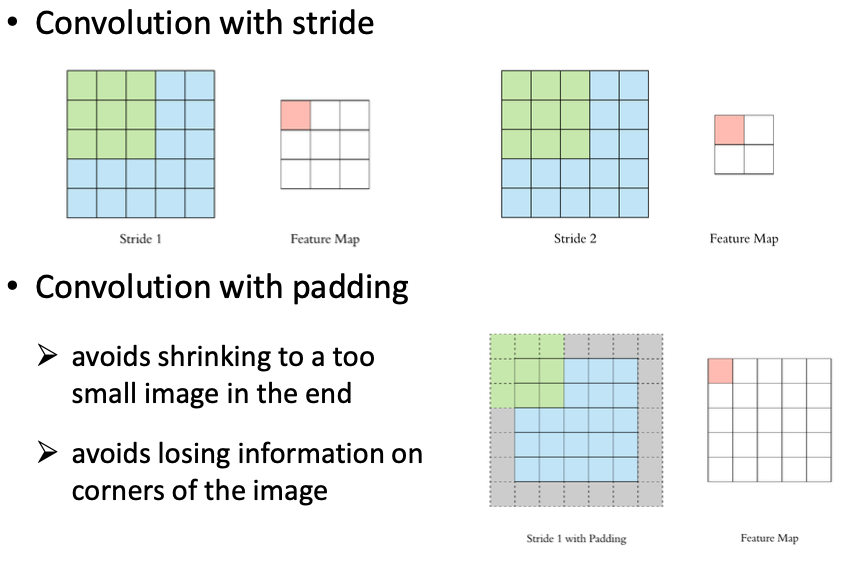 • Convolution with stride
Stride 1
Feature Map
Stride 2
Feature Map
• Convolution with padding
➢ avoids shrinking to a too
small image in the end
➢ avoids losing information on
corners of the image
Stride 1 with Padding
Feature Map